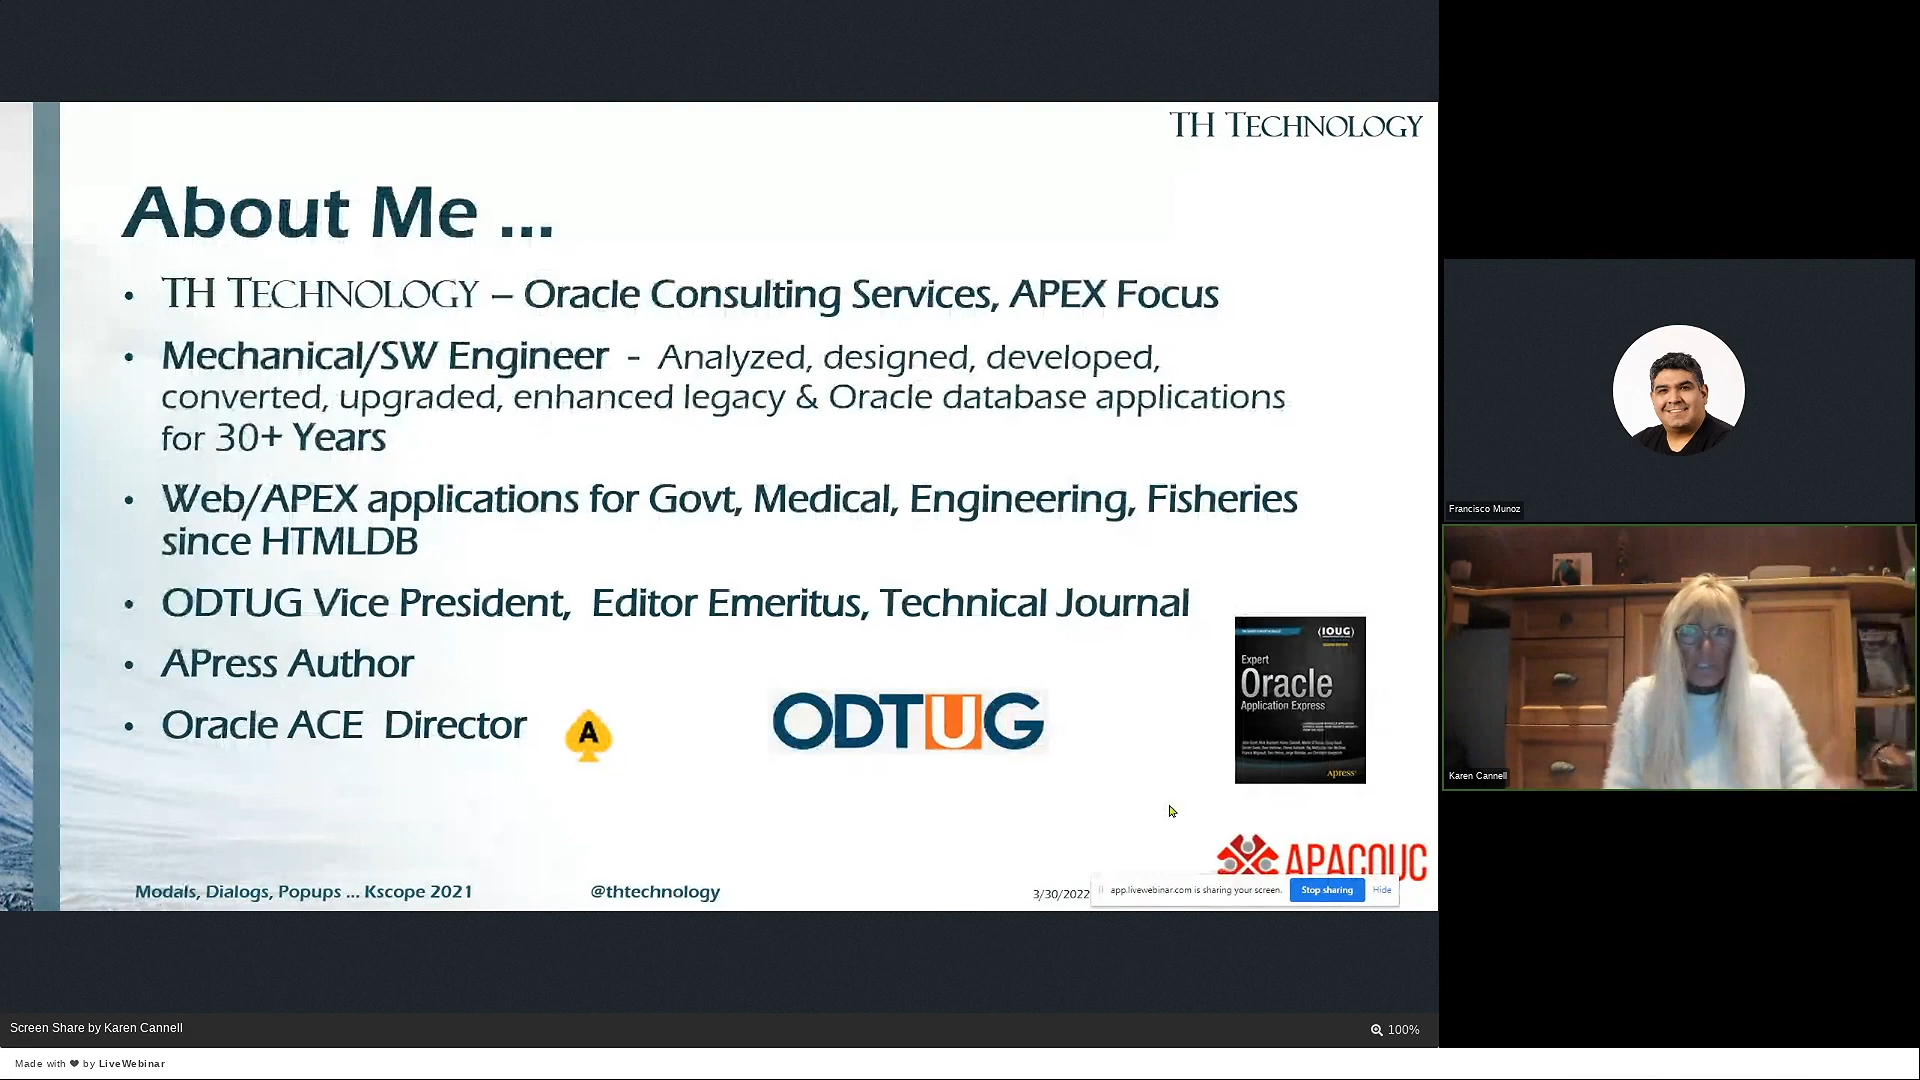 TH TECHNOLOGY
About Me ...
• TH TECHNOLOGY – Oracle Consulting Services, APEX Focus
• Mechanical/SW Engineer - Analyzed, designed, developed,
converted, upgraded, enhanced legacy & Oracle database applications
for 30+ Years
• Web/APEX applications for Govt, Medical, Engineering, Fisheries
since HTMLDB
• ODTUG Vice President, Editor Emeritus, Technical Journal
• APress Author
• Oracle ACE Director
A
ODTUG
(IOUG)
Expert
Oracle
Application Express
Apress
APACOUC
Modals, Dialogs, Popups ... Kscope 2021
@thtechnology
3/30/2022
app.livewebinar.com is sharing your screen.
Stop sharing
Hide
Francisco Munoz
Karen Cannell
Screen Share by Karen Cannell
100%
Made with ❤ by LiveWebinar